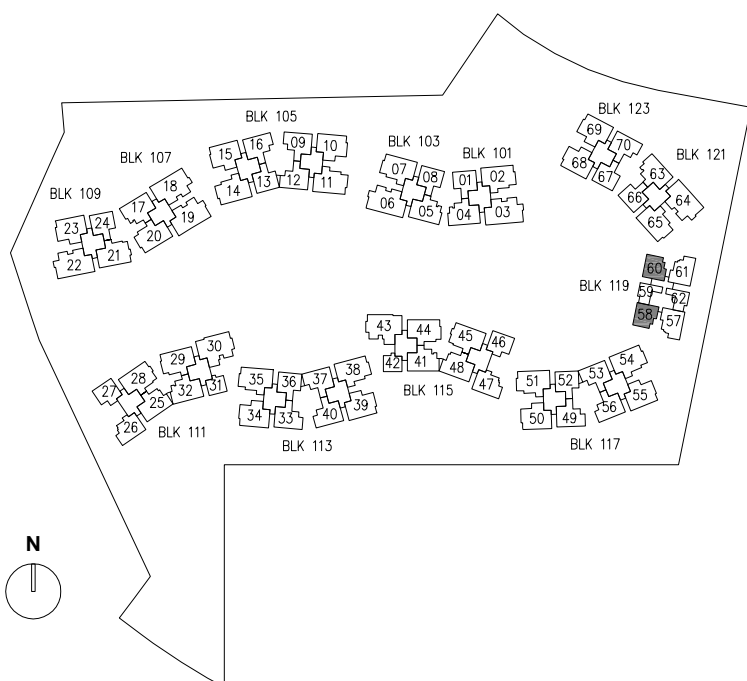 BLK 123
69 70
68 67
BLK 121
63
66 64
65
BLK 105
16 09 10
15
14 13 12 11
BLK 103
07 08
06 05
BLK 101
01 02
04 03
BLK 107
18
17 19
20
BLK 109
23 24
22 21
60 61
BLK 119
59 62
58 57
43 44
42 41
BLK 115
45 46
48 47
30
29
32 31
28
27 25
26
BLK 111
35 36 37 38
34 33 40 39
BLK 113
51 52 53 54
50 49 56 55
BLK 117
N